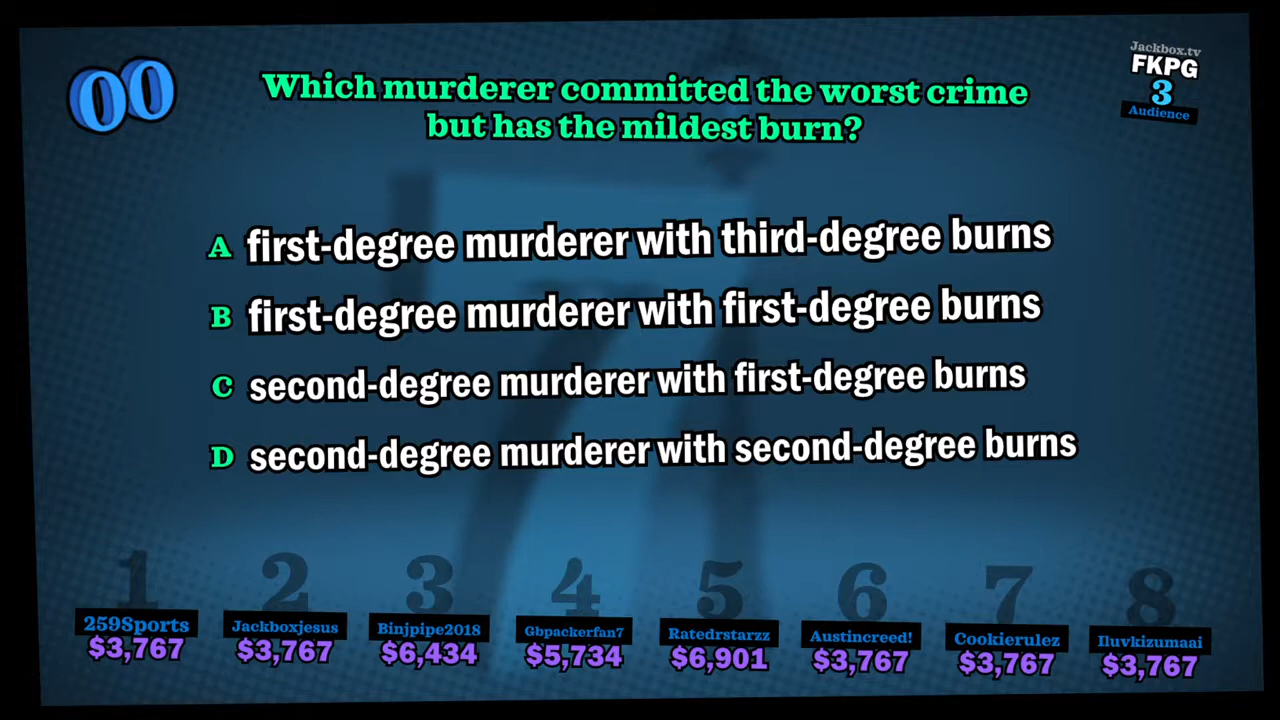 00
Which murderer committed the worst crime
but has the mildest burn?
Jackbox.tv
FKPG
3
Audience
A first-degree murderer with third-degree burns
B first-degree murderer with first-degree burns
C second-degree murderer with first-degree burns
D second-degree murderer with second-degree burns
1 2 3 4 5 6 7 8
259Sports Jackboxjesus Binjpipe2018 Gbpackerfan7 Ratedrstarzz Austincreed! Cookierulez Iluvkizumaai
$3,767 $3,767 $6,434 $5,734 $6,901 $3,767 $3,767 $3,767